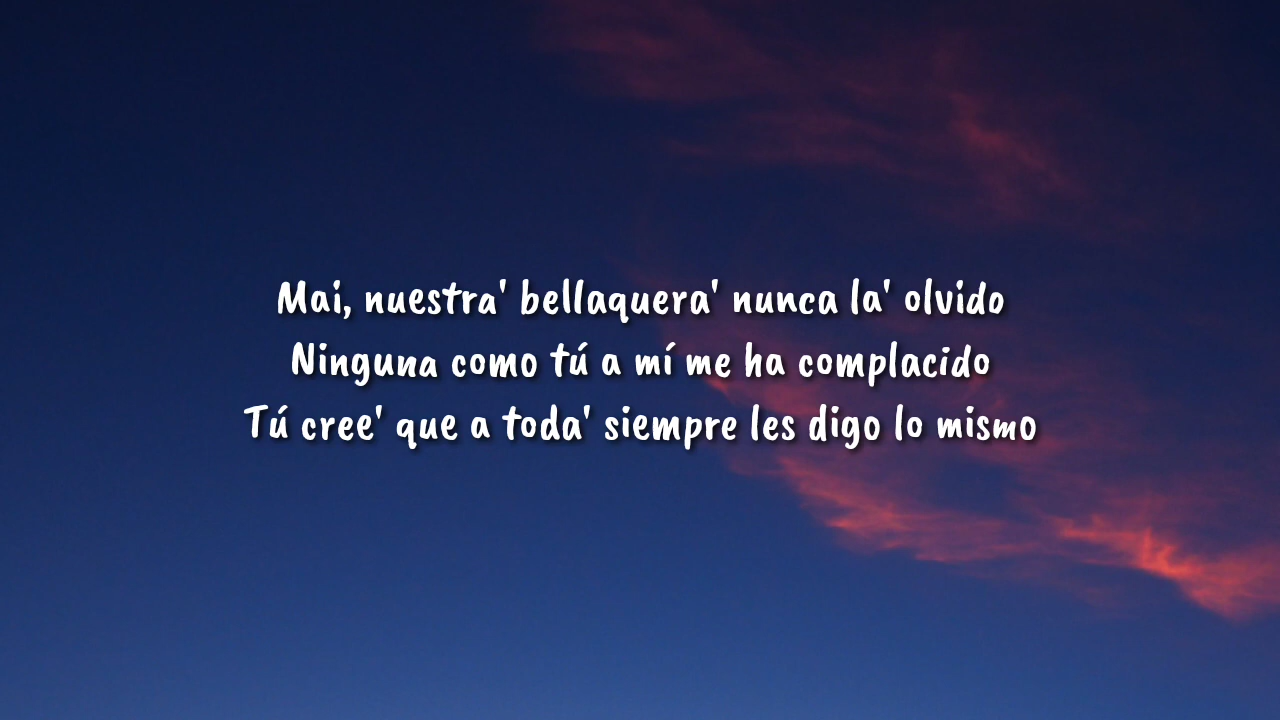 Mai, nuestra' bellaquera' nunca la' olvido
Ninguna como tú a mí me ha complacido
Tú cree' que a toda' siempre les digo lo mismo